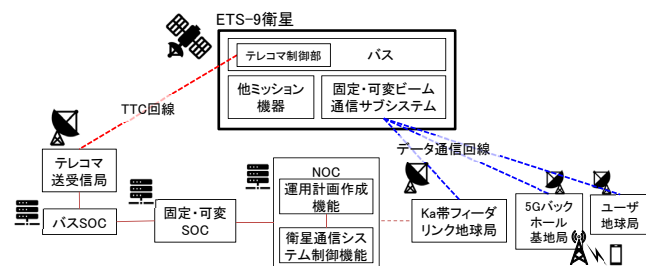 ETS-9衛星
テレコマ制御部
バス
他ミッション
機器
固定・可変ビーム
通信サブシステム
TTC回線
データ通信回線
テレコマ
送受信局
バスSOC
固定・可変
SOC
NOC
運用計画作成
機能
衛星通信シス
テム制御機能
Ka帯フィーダ
リンク地球局
5Gバック
ホール
基地局
ユーザ
地球局